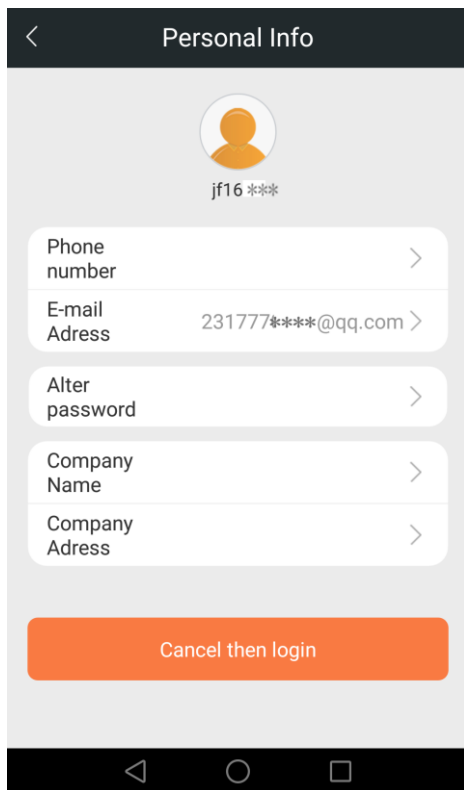 Personal Info
jf16 ***
Phone
number
E-mail
Adress
231777****@qq.com
Alter
password
Company
Name
Company
Adress
Cancel then login